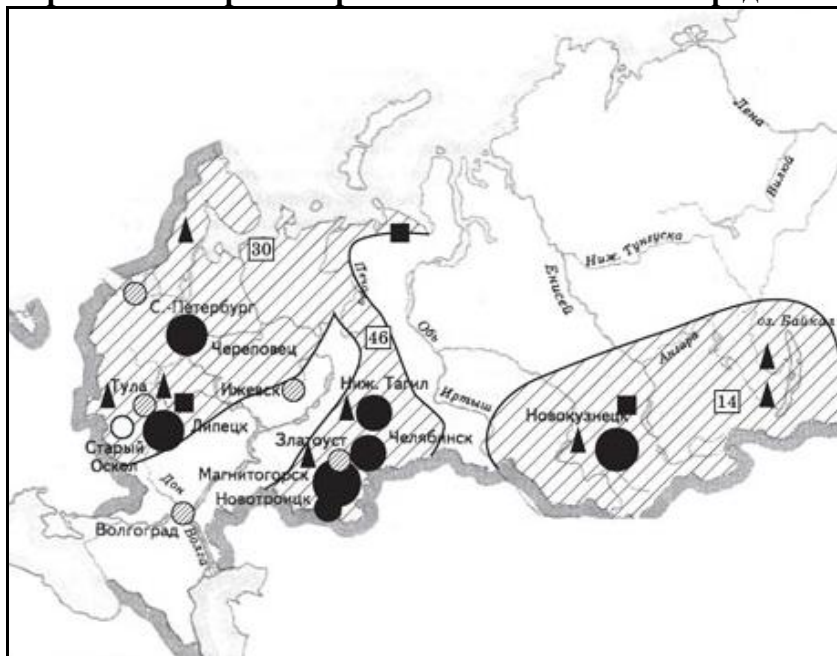 Лена
Вилюй
Ниж. Тунгуска
Енисей
30
Печора
С.-Петербург
Череповец
46
Обь
оз. Байкал
Ангара
Тула
Ижевск
Ниж. Тагил
Иртыш
14
Новокузнецк
Липецк
Златоуст
Челябинск
Старый
Оскол
Магнитогорск
Новотроицк
Дон
Волгоград
Волга